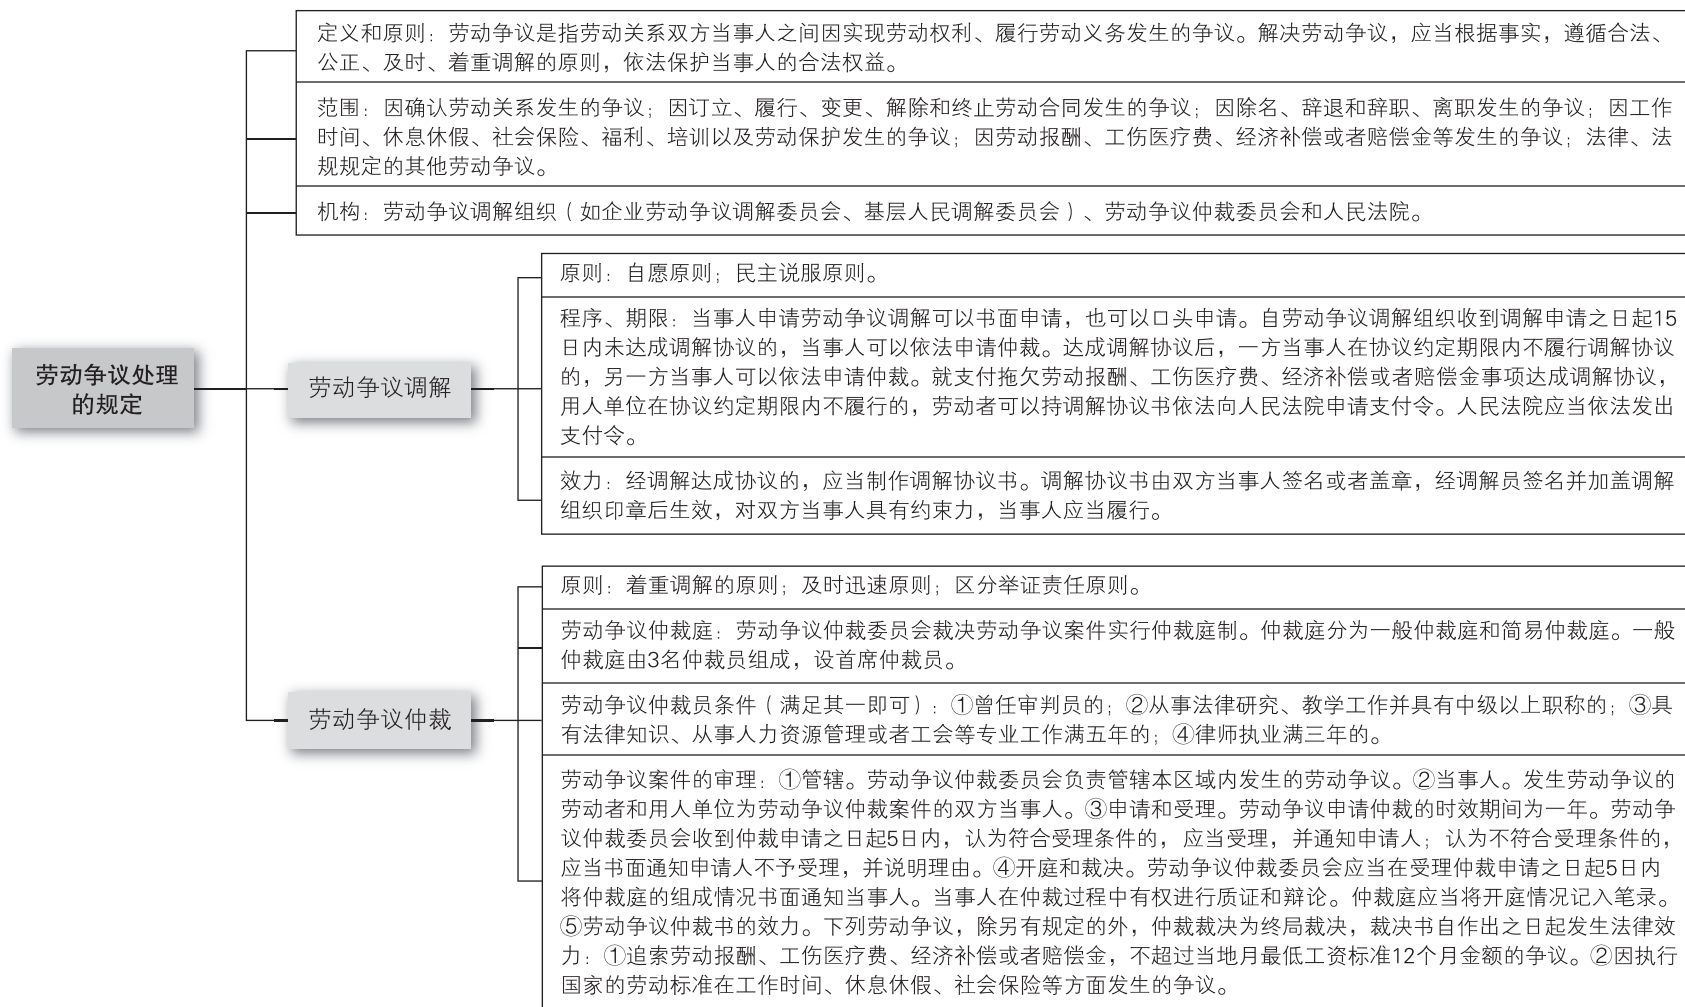 定义和原则：劳动争议是指劳动关系双方当事人之间因实现劳动权利、履行劳动义务发生的争议。解决劳动争议，应当根据事实，遵循合法、
公正、及时、着重调解的原则，依法保护当事人的合法权益。
范围：因确认劳动关系发生的争议；因订立、履行、变更、解除和终止劳动合同发生的争议；因除名、辞退和辞职、离职发生的争议；因工作
时间、休息休假、社会保险、福利、培训以及劳动保护发生的争议；因劳动报酬、工伤医疗费、经济补偿或者赔偿金等发生的争议；法律、法
规规定的其他劳动争议。
机构：劳动争议调解组织（如企业劳动争议调解委员会、基层人民调解委员会）、劳动争议仲裁委员会和人民法院。
劳动争议处理
的规定
劳动争议调解
原则：自愿原则；民主说服原则。
程序、期限：当事人申请劳动争议调解可以书面申请，也可以口头申请。自劳动争议调解组织收到调解申请之日起15
日内未达成调解协议的，当事人可以依法申请仲裁。达成调解协议后，一方当事人在协议约定期限内不履行调解协议
的，另一方当事人可以依法申请仲裁。就支付拖欠劳动报酬、工伤医疗费、经济补偿或者赔偿金事项达成调解协议，
用人单位在协议约定期限内不履行的，劳动者可以持调解协议书依法向人民法院申请支付令。人民法院应当依法发出
支付令。
效力：经调解达成协议的，应当制作调解协议书。调解协议书由双方当事人签名或者盖章，经调解员签名并加盖调解
组织印章后生效，对双方当事人具有约束力，当事人应当履行。
劳动争议仲裁
原则：着重调解的原则；及时迅速原则；区分举证责任原则。
劳动争议仲裁庭：劳动争议仲裁委员会裁决劳动争议案件实行仲裁庭制。仲裁庭分为一般仲裁庭和简易仲裁庭。一般
仲裁庭由3名仲裁员组成，设首席仲裁员。
劳动争议仲裁员条件（满足其一即可）：①曾任审判员的；②从事法律研究、教学工作并具有中级以上职称的；③具
有法律知识、从事人力资源管理或者工会等专业工作满五年的；④律师执业满三年的。
劳动争议案件的审理：①管辖。劳动争议仲裁委员会负责管辖本区域内发生的劳动争议。②当事人。发生劳动争议的
劳动者和用人单位为劳动争议仲裁案件的双方当事人。③申请和受理。劳动争议申请仲裁的时效期间为一年。劳动争
议仲裁委员会收到仲裁申请之日起5日内，认为符合受理条件的，应当受理，并通知申请人；认为不符合受理条件的，
应当书面通知申请人不予受理，并说明理由。④开庭和裁决。劳动争议仲裁委员会应当在受理仲裁申请之日起5日内
将仲裁庭的组成情况书面通知当事人。当事人在仲裁过程中有权进行质证和辩论。仲裁庭应当将开庭情况记入笔录。
⑤劳动争议仲裁书的效力。下列劳动争议，除另有规定的外，仲裁裁决为终局裁决，裁决书自作出之日起发生法律效
力：①追索劳动报酬、工伤医疗费、经济补偿或者赔偿金，不超过当地月最低工资标准12个月金额的争议。②因执行
国家的劳动标准在工作时间、休息休假、社会保险等方面发生的争议。